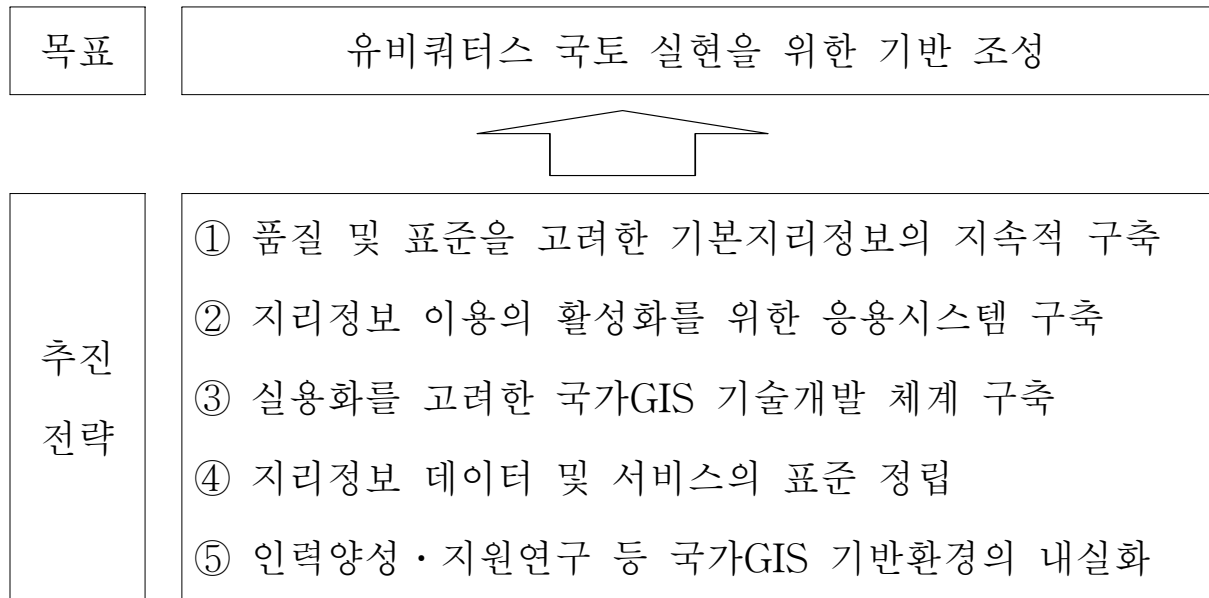 목표
유비쿼터스 국토 실현을 위한 기반 조성
추진
전략
① 품질 및 표준을 고려한 기본지리정보의 지속적 구축
② 지리정보 이용의 활성화를 위한 응용시스템 구축
③ 실용화를 고려한 국가GIS 기술개발 체계 구축
④ 지리정보 데이터 및 서비스의 표준 정립
⑤ 인력양성·지원연구 등 국가GIS 기반환경의 내실화